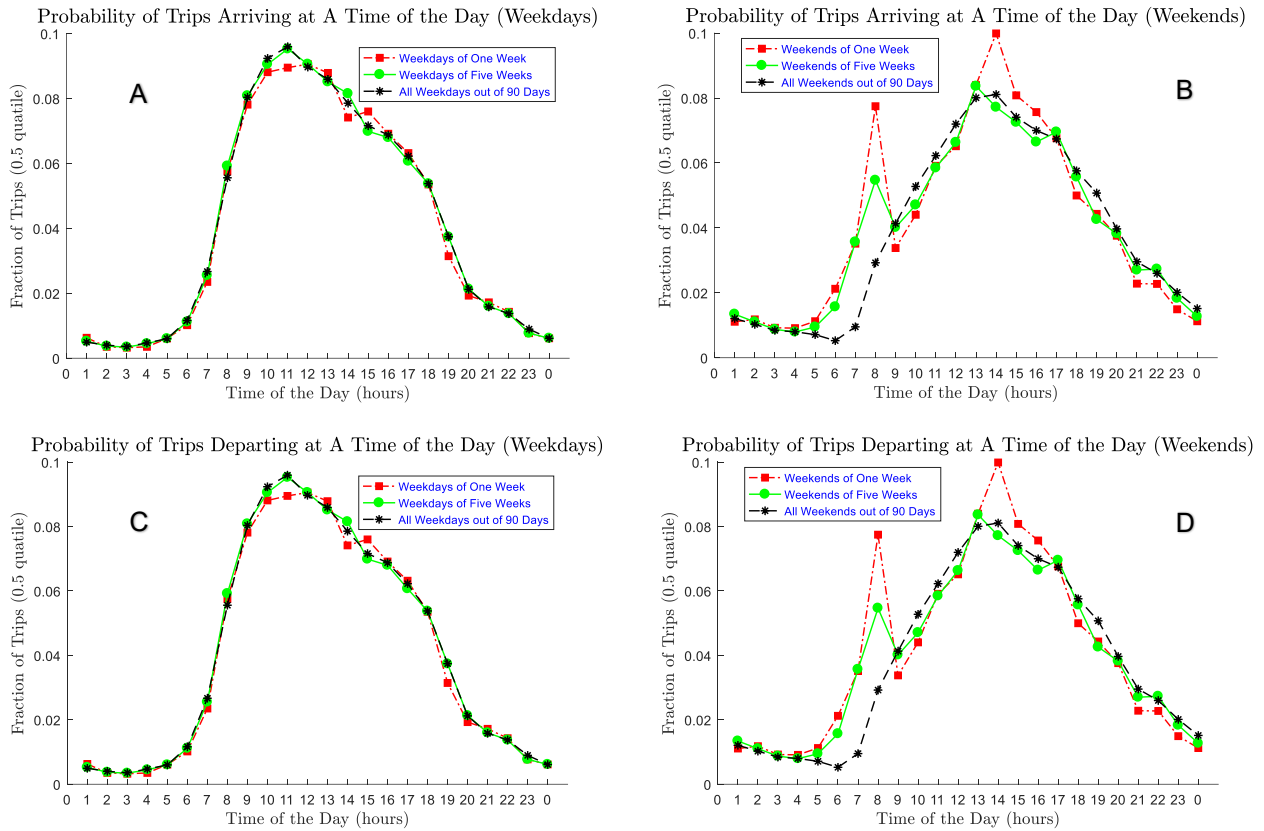 Probability of Trips Arriving at A Time of the Day (Weekdays)
0.1
0.08
0.06
0.04
0.02
0
Fraction of Trips (0.5 quatile)
Weekdays of One Week
Weekdays of Five Weeks
All Weekdays out of 90 Days
A
0 1 2 3 4 5 6 7 8 9 10 11 12 13 14 15 16 17 18 19 20 21 22 23 0
Time of the Day (hours)
Probability of Trips Arriving at A Time of the Day (Weekends)
0.1
0.08
0.06
0.04
0.02
0
Fraction of Trips (0.5 quatile)
Weekends of One Week
Weekends of Five Weeks
All Weekends out of 90 Days
B
0 1 2 3 4 5 6 7 8 9 10 11 12 13 14 15 16 17 18 19 20 21 22 23 0
Time of the Day (hours)
Probability of Trips Departing at A Time of the Day (Weekdays)
0.1
0.08
0.06
0.04
0.02
0
Fraction of Trips (0.5 quatile)
Weekdays of One Week
Weekdays of Five Weeks
All Weekdays out of 90 Days
C
0 1 2 3 4 5 6 7 8 9 10 11 12 13 14 15 16 17 18 19 20 21 22 23 0
Time of the Day (hours)
Probability of Trips Departing at A Time of the Day (Weekends)
0.1
0.08
0.06
0.04
0.02
0
Fraction of Trips (0.5 quatile)
Weekends of One Week
Weekends of Five Weeks
All Weekends out of 90 Days
D
0 1 2 3 4 5 6 7 8 9 10 11 12 13 14 15 16 17 18 19 20 21 22 23 0
Time of the Day (hours)